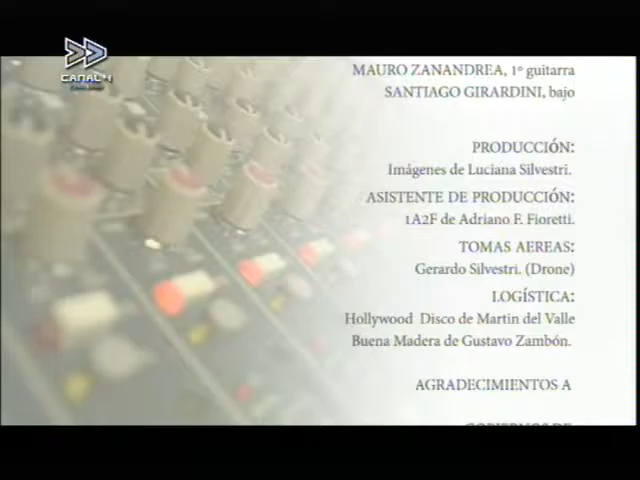 CANAL 4
MAURO ZANANDREA, 1º guitarra
SANTIAGO GIRARDINI, bajo
PRODUCCIÓN:
Imágenes de Luciana Silvestri.
ASISTENTE DE PRODUCCIÓN:
1A2F de Adriano F. Fioretti.
TOMAS AEREAS:
Gerardo Silvestri. (Drone)
LOGÍSTICA:
Hollywood Disco de Martin del Valle
Buena Madera de Gustavo Zambón.
AGRADECIMIENTOS A
GOBIERNOS DE